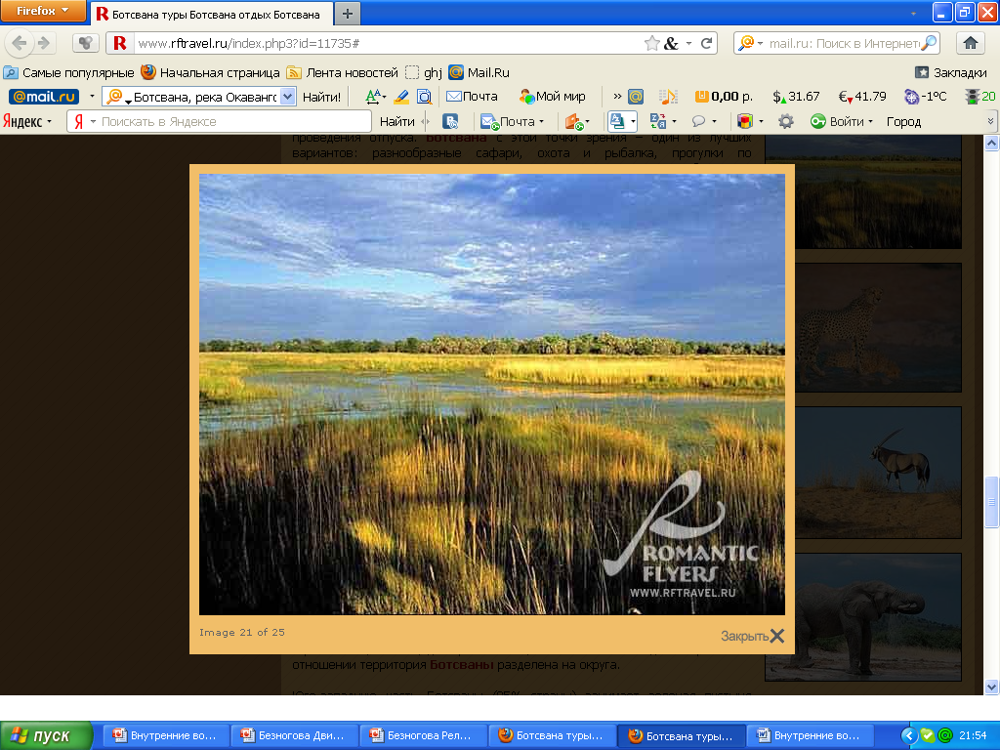 Firefox
Ботсвана туры Ботсвана отдых Ботсвана
www.rftravel.ru/index.php3?id=11735#
mail.ru: Поиск в Интернет
Самые популярные
Начальная страница
Лента новостей
ghj
Mail.Ru
Закладки
@mail.ru
Ботсвана, река Окаванго
Найти!
Почта
Мой мир
0,00 р.
$ 31.67
€ 41.79
-1°C
20
Яндекс
Я Поискать в Яндексе
Найти
Почта
Войти
Город
проведения отпуска. Ботсвана с этой точки зрения – один из лучших
вариантов: разнообразные сафари, охота и рыбалка, прогулки по
ROMANTIC
FLYERS
WWW.RFTRAVEL.RU
Image 21 of 25
Закрыть
отношении территория Ботсваны разделена на округа.
пуск
Внутренние во...
Безногова Дви...
Безногова Рел...
Ботсвана туры...
Ботсвана туры...
Внутренние во...
21:54